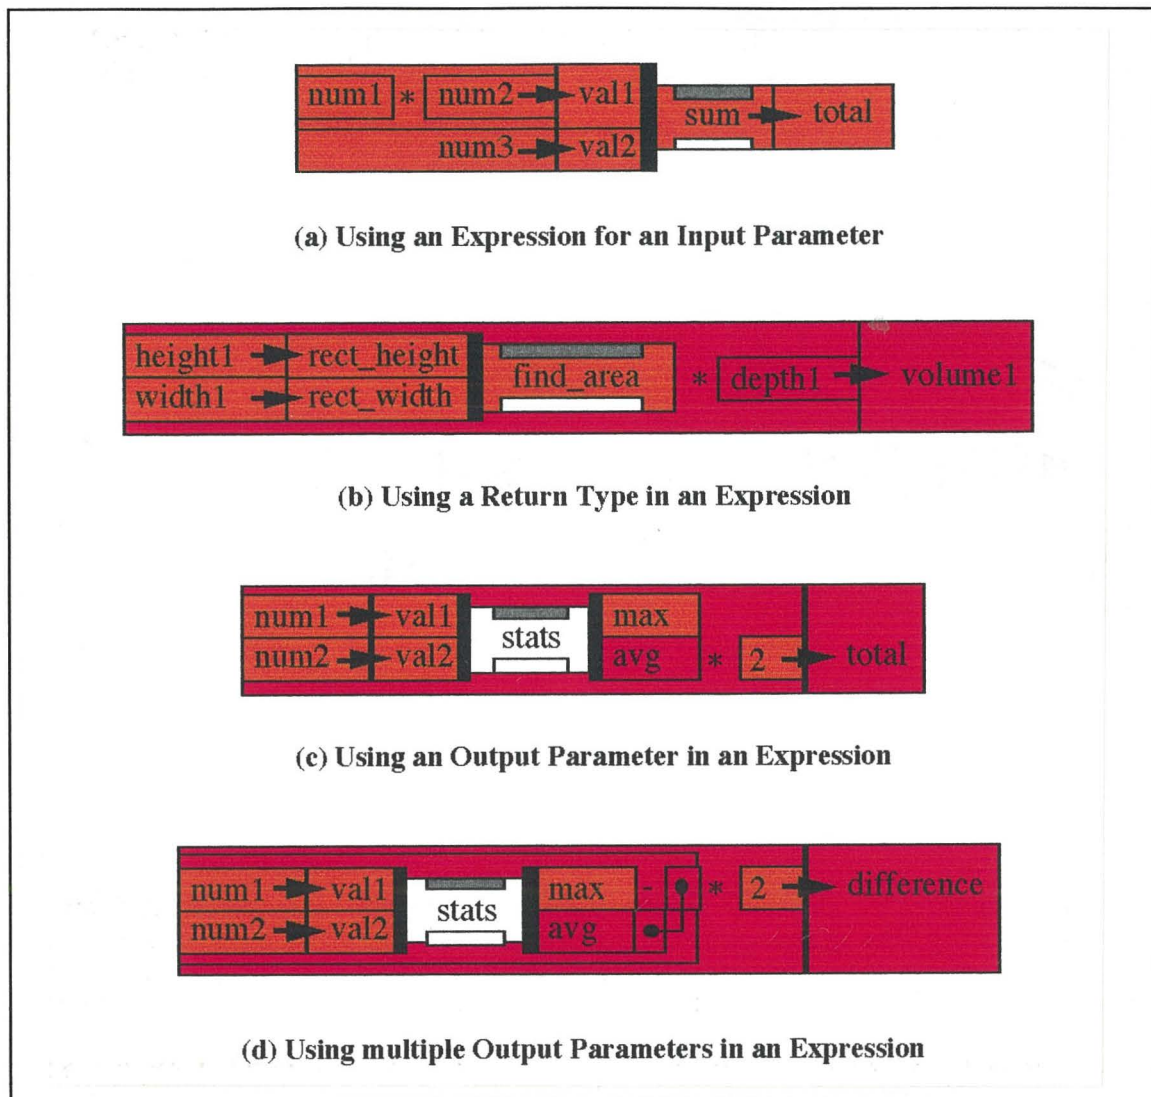 num1 * num2 val1 sum total
num3 val2
(a) Using an Expression for an Input Parameter
height1 rect_height find_area * depth1 volume1
width1 rect_width
(b) Using a Return Type in an Expression
num1 val1 stats max
num2 val2 avg * 2 total
(c) Using an Output Parameter in an Expression
num1 val1 stats max - * 2 difference
num2 val2 avg
(d) Using multiple Output Parameters in an Expression